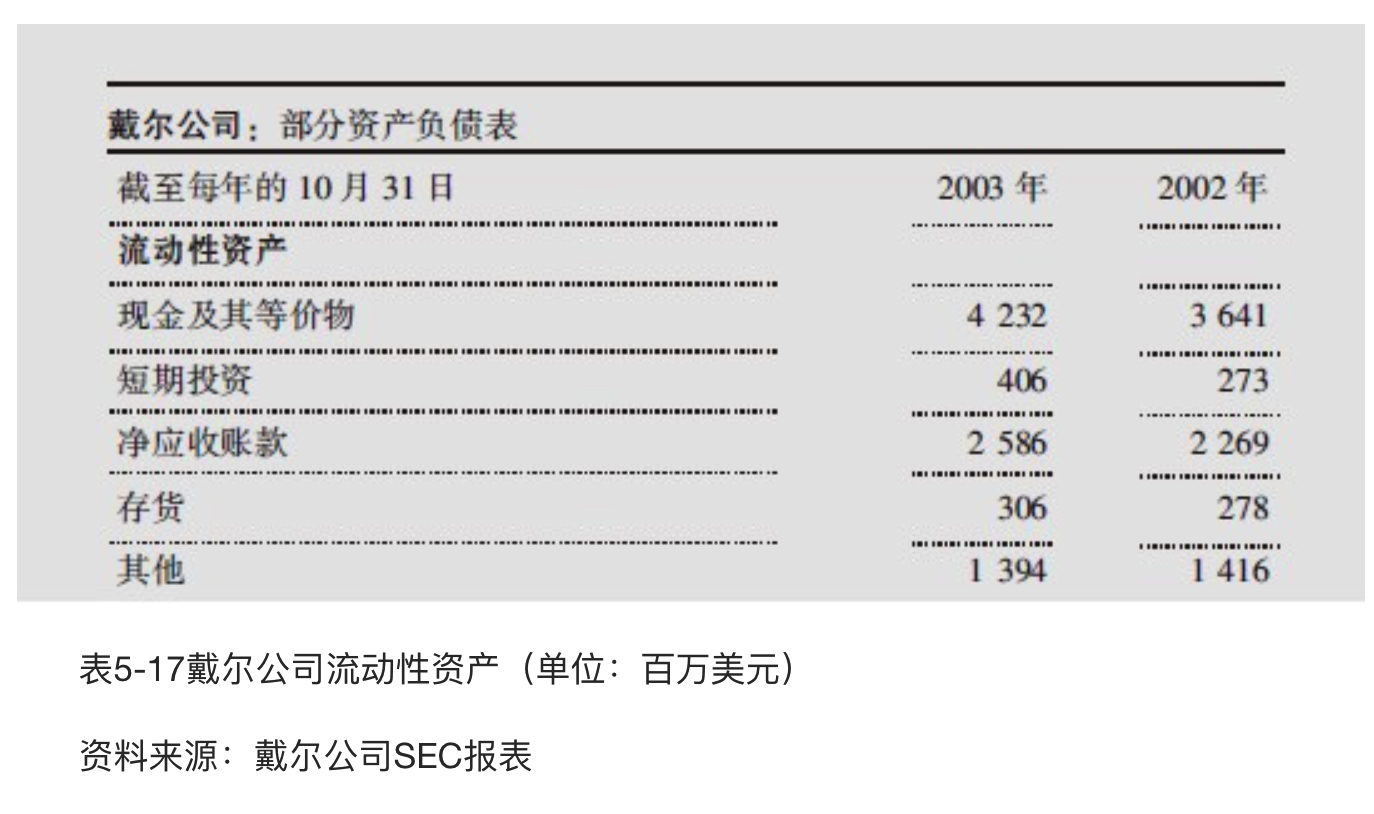 戴尔公司：部分资产负债表
截至每年的 10 月 31 日 2003 年 2002 年
流动性资产
现金及其等价物 4 232 3 641
短期投资 406 273
净应收账款 2 586 2 269
存货 306 278
其他 1 394 1 416
表5-17戴尔公司流动性资产（单位：百万美元）
资料来源：戴尔公司SEC报表